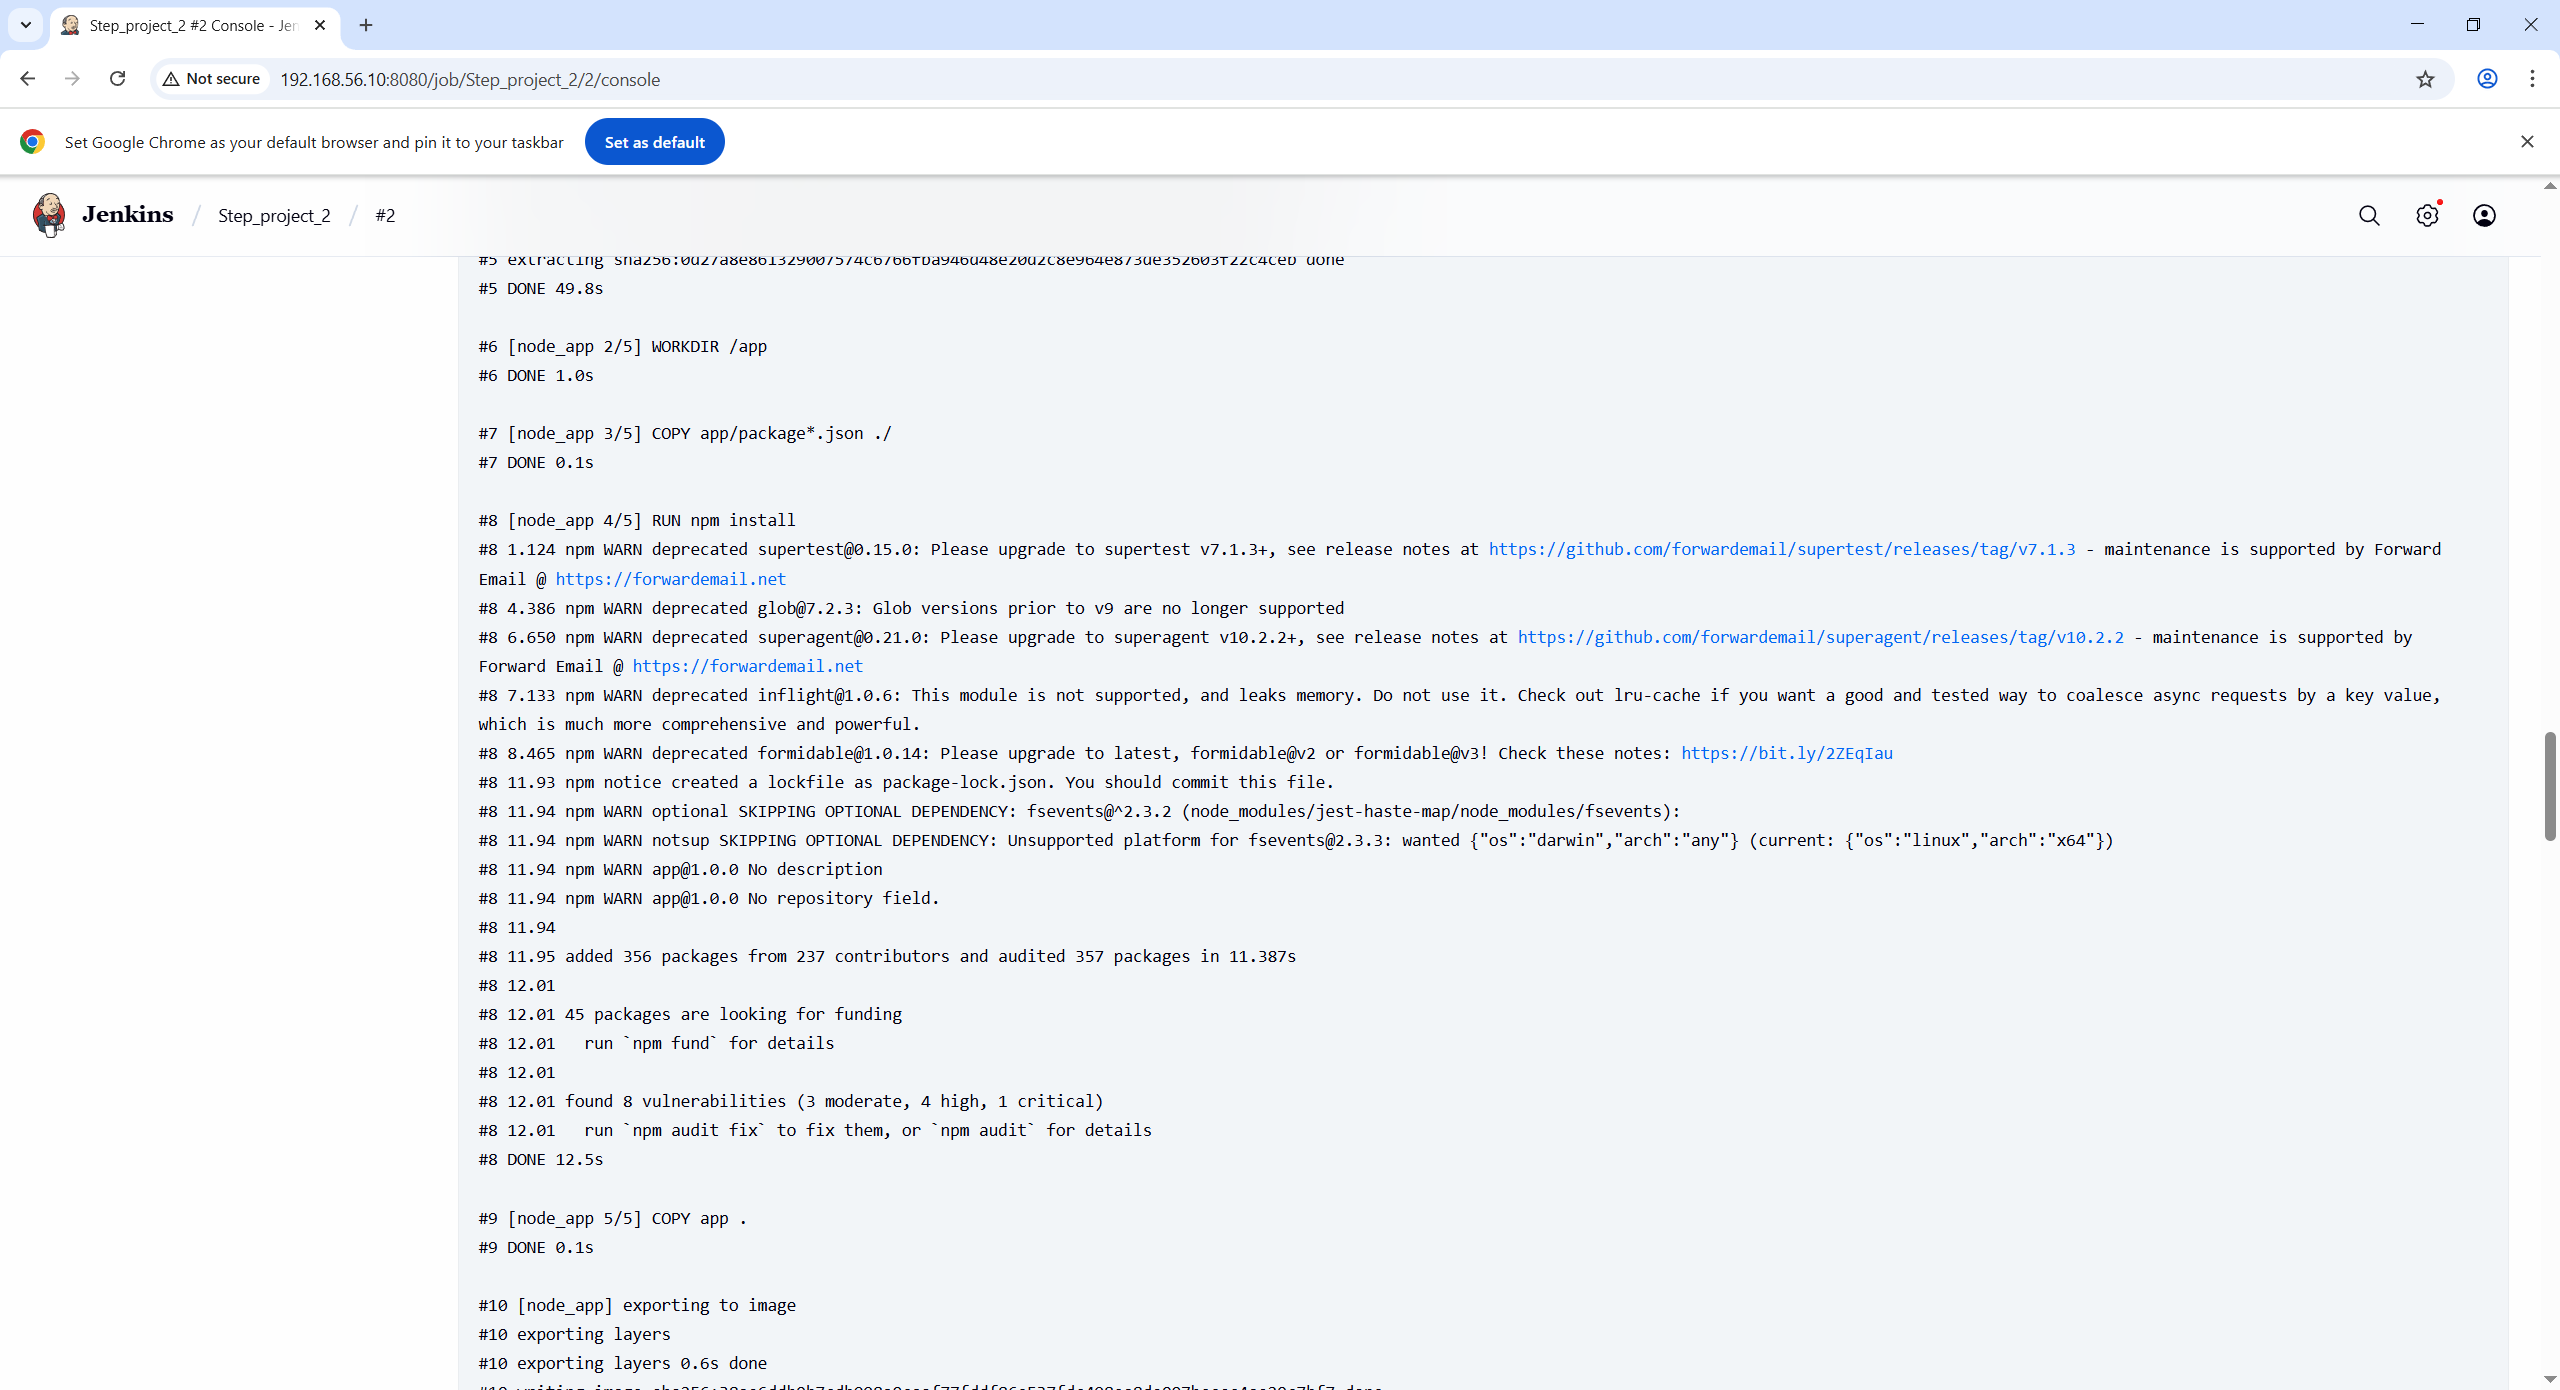 Step_project_2 #2 Console - Jen
Not secure
192.168.56.10:8080/job/Step_project_2/2/console
Set Google Chrome as your default browser and pin it to your taskbar
Set as default
Jenkins / Step_project_2 / #2
#5 extracting done
#5 DONE 49.8s
#6 [node_app 2/5] WORKDIR /app
#6 DONE 1.0s
#7 [node_app 3/5] COPY app/package*.json ./
#7 DONE 0.1s
#8 [node_app 4/5] RUN npm install
#8 1.124 npm WARN deprecated supertest@0.15.0: Please upgrade to supertest v7.1.3+, see release notes at https://github.com/forwardemail/supertest/releases/tag/v7.1.3 - maintenance is supported by Forward
Email @ https://forwardemail.net
#8 4.386 npm WARN deprecated glob@7.2.3: Glob versions prior to v9 are no longer supported
#8 6.650 npm WARN deprecated superagent@0.21.0: Please upgrade to superagent v10.2.2+, see release notes at https://github.com/forwardemail/superagent/releases/tag/v10.2.2 - maintenance is supported by
Forward Email @ https://forwardemail.net
#8 7.133 npm WARN deprecated inflight@1.0.6: This module is not supported, and leaks memory. Do not use it. Check out lru-cache if you want a good and tested way to coalesce async requests by a key value,
which is much more comprehensive and powerful.
#8 8.465 npm WARN deprecated formidable@1.0.14: Please upgrade to latest, formidable@v2 or formidable@v3! Check these notes: https://bit.ly/2ZEqIau
#8 11.93 npm notice created a lockfile as package-lock.json. You should commit this file.
#8 11.94 npm WARN optional SKIPPING OPTIONAL DEPENDENCY: fsevents@^2.3.2 (node_modules/jest-haste-map/node_modules/fsevents):
#8 11.94 npm WARN notsup SKIPPING OPTIONAL DEPENDENCY: Unsupported platform for fsevents@2.3.3: wanted {"os":"darwin","arch":"any"} (current: {"os":"linux","arch":"x64"})
#8 11.94 npm WARN app@1.0.0 No description
#8 11.94 npm WARN app@1.0.0 No repository field.
#8 11.94
#8 11.95 added 356 packages from 237 contributors and audited 357 packages in 11.387s
#8 12.01
#8 12.01 45 packages are looking for funding
#8 12.01   run `npm fund` for details
#8 12.01
#8 12.01 found 8 vulnerabilities (3 moderate, 4 high, 1 critical)
#8 12.01   run `npm audit fix` to fix them, or `npm audit` for details
#8 DONE 12.5s
#9 [node_app 5/5] COPY app .
#9 DONE 0.1s
#10 [node_app] exporting to image
#10 exporting layers
#10 exporting layers 0.6s done